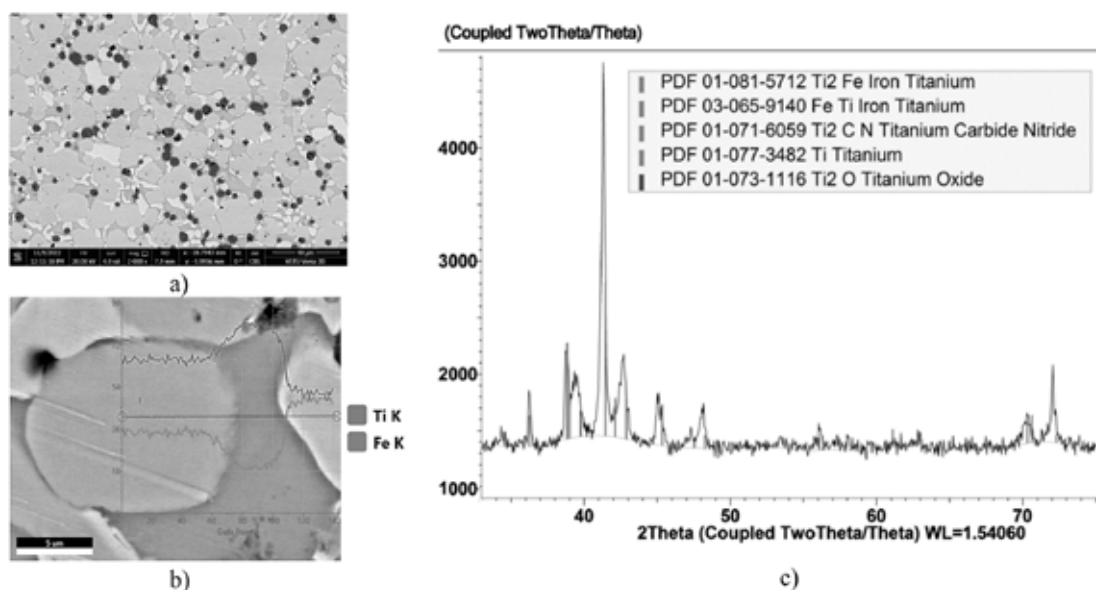 a)
Ti K
Fe K
5 um
b)
(Coupled TwoTheta/Theta)
PDF 01-081-5712 Ti2 Fe Iron Titanium
PDF 03-065-9140 Fe Ti Iron Titanium
PDF 01-071-6059 Ti2 C N Titanium Carbide Nitride
PDF 01-077-3482 Ti Titanium
PDF 01-073-1116 Ti2 O Titanium Oxide
4000
3000
2000
1000
40 50 60 70
2Theta (Coupled TwoTheta/Theta) WL=1.54060
c)